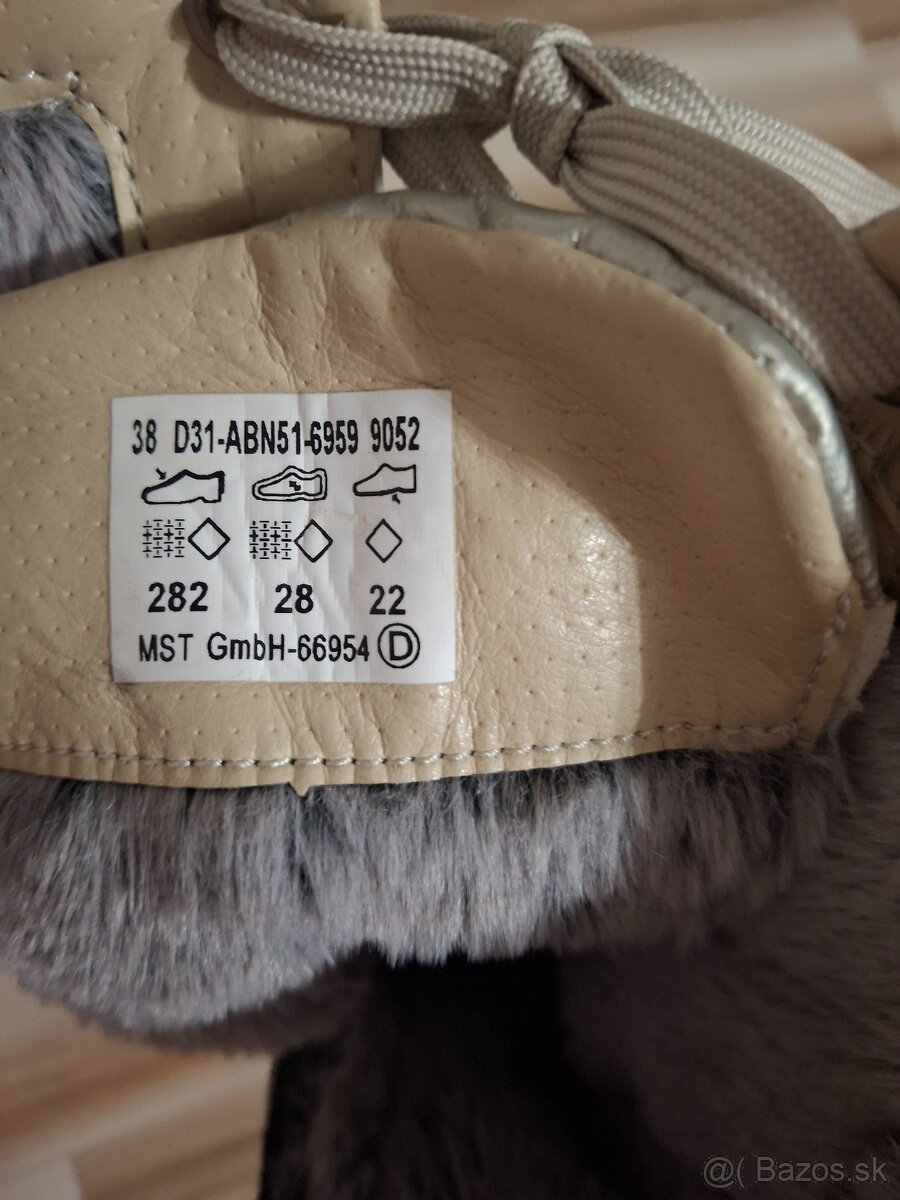 38 D31-ABN51-6959 9052
282 28 22
MST GmbH-66954 D
@( Bazos.sk